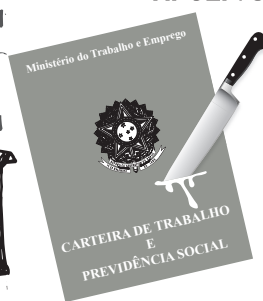 Ministério do Trabalho e Emprego
CARTEIRA DE TRABALHO
E
PREVIDÊNCIA SOCIAL